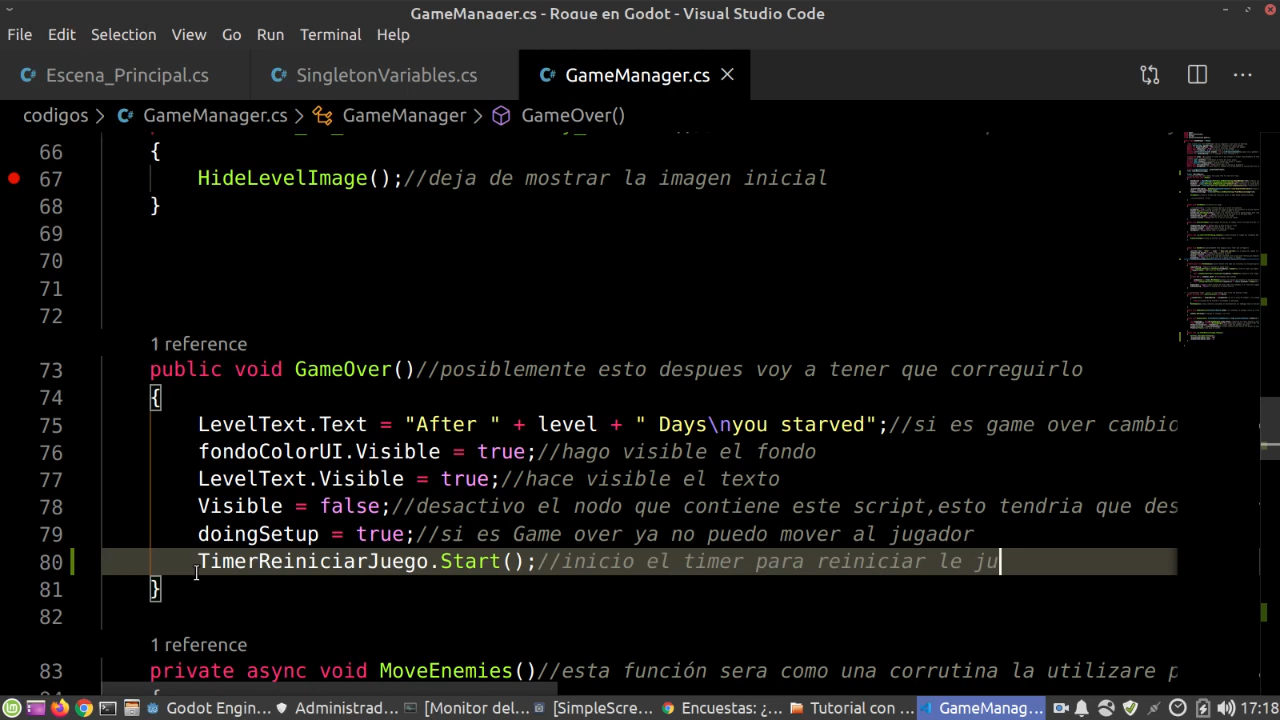 GameManager.cs - Rogue en Godot - Visual Studio Code
File Edit Selection View Go Run Terminal Help
Escena_Principal.cs SingletonVariables.cs GameManager.cs
codigos > GameManager.cs > GameManager > GameOver()
66 {
67 HideLevelImage();//deja de mostrar la imagen inicial
68 }
69
70
71
72
1 reference
73 public void GameOver()//posiblemente esto despues voy a tener que correguirlo
74 {
75 LevelText.Text = "After " + level + " Days\nyou starved";//si es game over cambio
76 fondoColorUI.Visible = true;//hago visible el fondo
77 LevelText.Visible = true;//hace visible el texto
78 Visible = false;//desactivo el nodo que contiene este script,esto tendria que des
79 doingSetup = true;//si es Game over ya no puedo mover al jugador
80 TimerReiniciarJuego.Start();//inicio el timer para reiniciar le ju
81 }
82
1 reference
83 private async void MoveEnemies()//esta función sera como una corrutina la utilizare p
Godot Engin... Administrad... [Monitor del... [SimpleScre... Encuestas: ¿... Tutorial con ... GameManag... 17:18